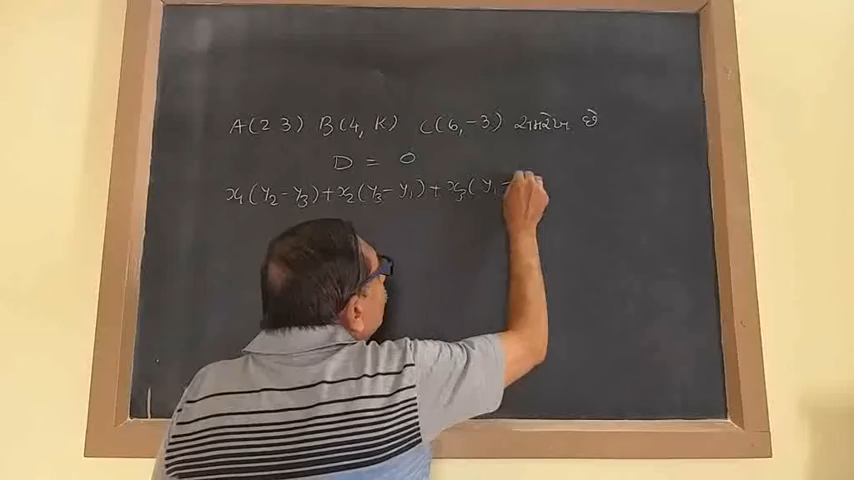 A(2 3) B(4, K) C(6, -3) સમરેખ છે
D = 0
x₁(y₂-y₃)+x₂(y₃-y₁)+x₃(y₁-